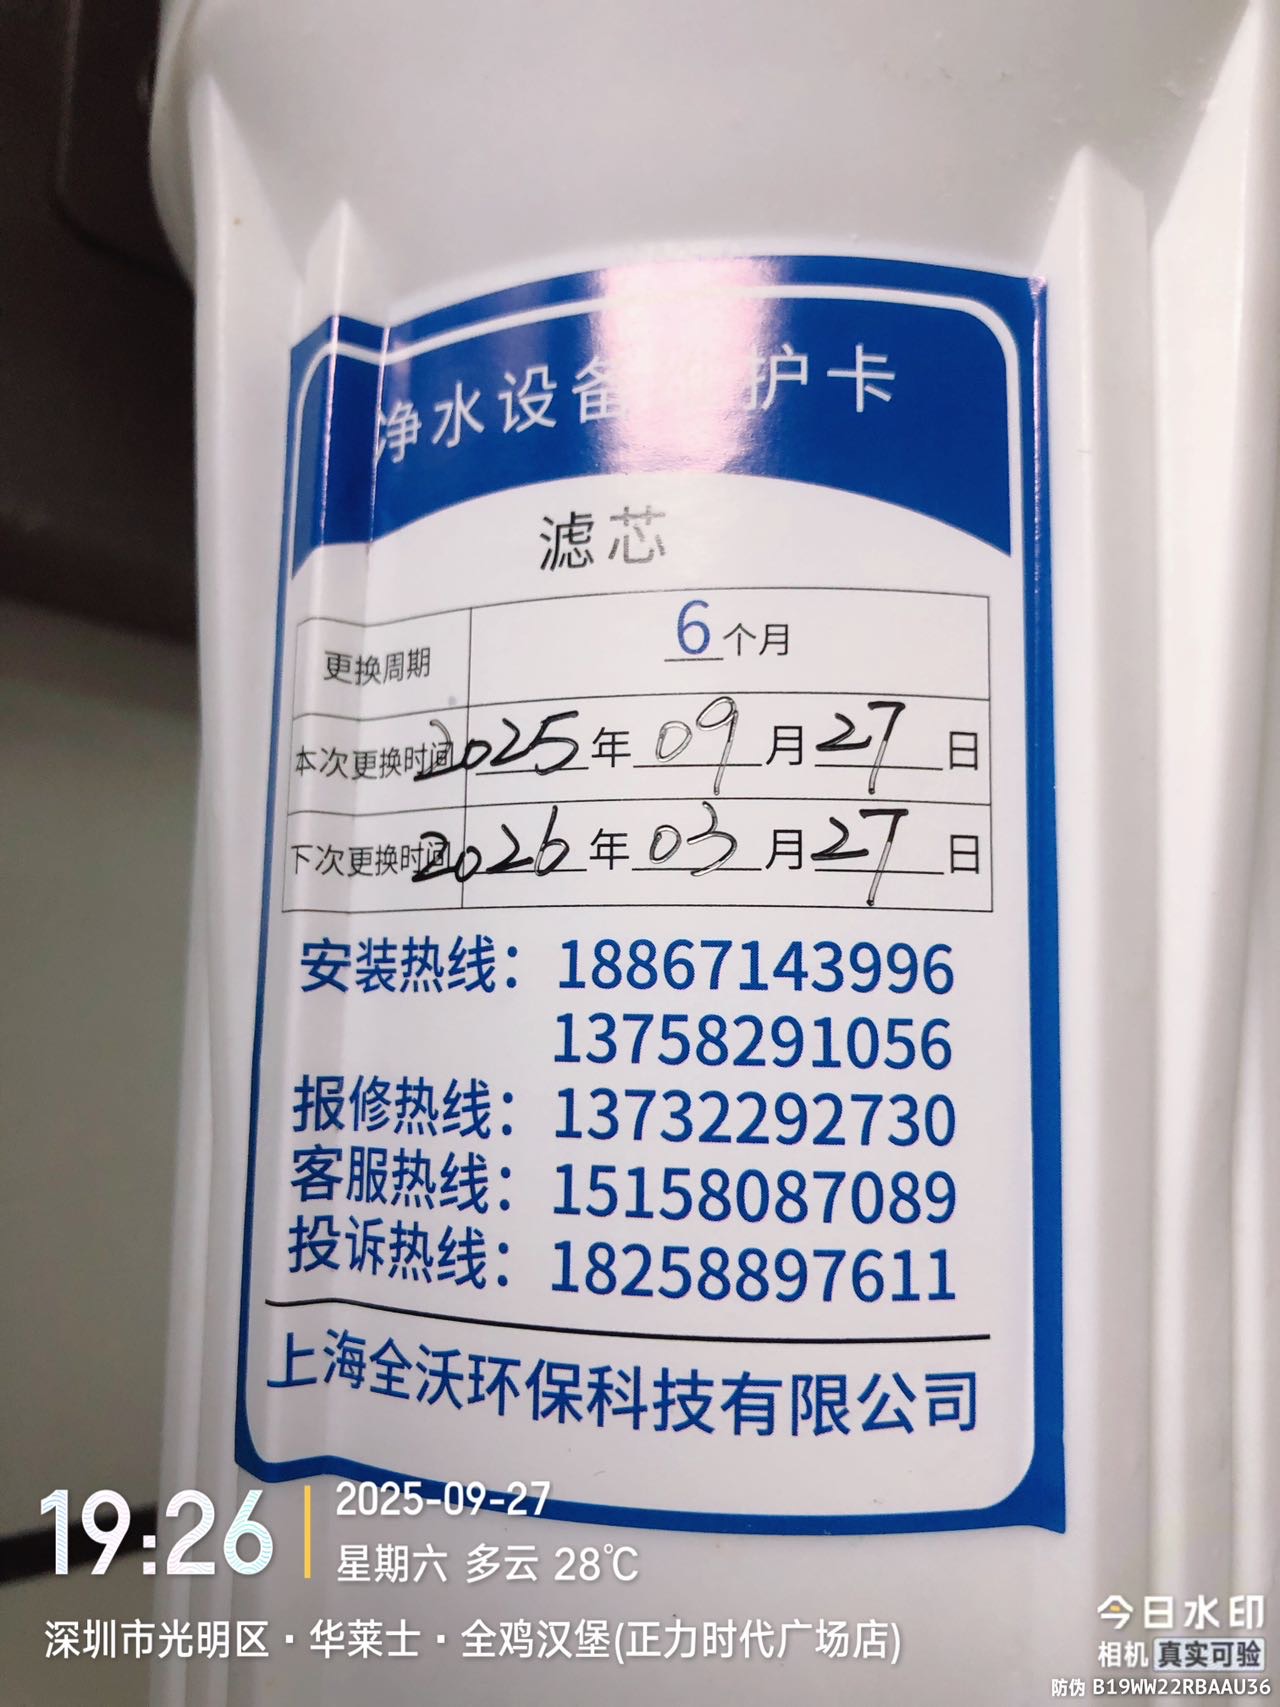 净水设备维护卡
滤芯
更换周期 6个月
本次更换时间 2025年09月27日
下次更换时间 2026年03月27日
安装热线：18867143996
13758291056
报修热线：13732292730
客服热线：15158087089
投诉热线：18258897611
上海全沃环保科技有限公司
19:26
2025-09-27
星期六 多云 28℃
深圳市光明区·华莱士·全鸡汉堡(正力时代广场店)
今日水印
相机 真实可验
防伪 B19WW22RBAAU36